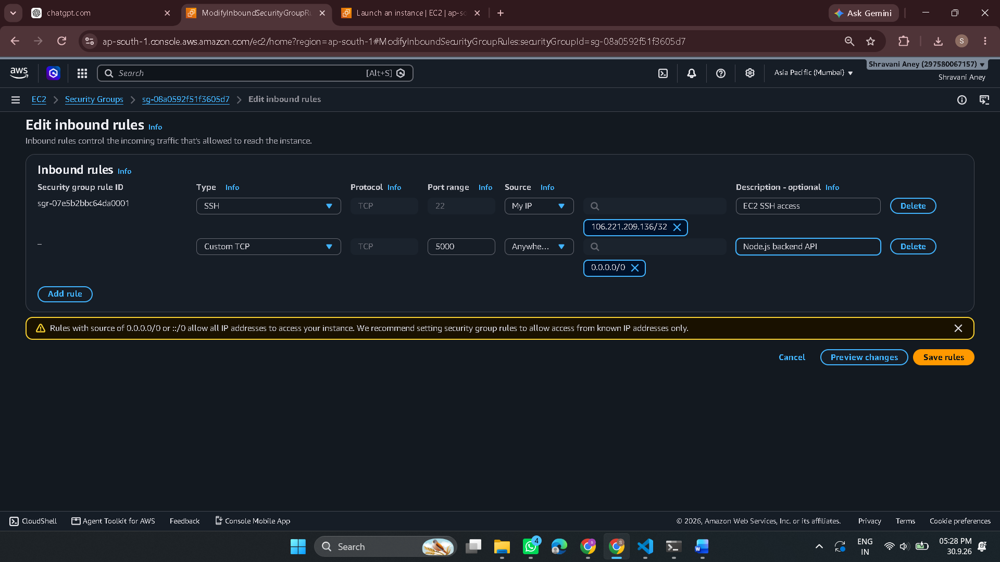 chatgpt.com
ModifyInboundSecurityGroupRu
Launch an instance | EC2 | ap-so
Ask Gemini
ap-south-1.console.aws.amazon.com/ec2/home?region=ap-south-1#ModifyInboundSecurityGroupRules:securityGroupId=sg-08a0592f51f3605d7
S
aws
Search
[Alt+S]
Asia Pacific (Mumbai)
Shravani Aney (297580067157)
Shravani Aney
EC2
Security Groups
sg-08a0592f51f3605d7
Edit inbound rules
Edit inbound rules Info
Inbound rules control the incoming traffic that's allowed to reach the instance.
Inbound rules Info
Security group rule ID Type Info Protocol Info Port range Info Source Info Description - optional Info
sgr-07e5b2bbc64da0001 SSH TCP 22 My IP EC2 SSH access Delete
106.221.209.136/32
– Custom TCP TCP 5000 Anywhe... Node.js backend API Delete
0.0.0.0/0
Add rule
Rules with source of 0.0.0.0/0 or ::/0 allow all IP addresses to access your instance. We recommend setting security group rules to allow access from known IP addresses only.
Cancel Preview changes Save rules
CloudShell Agent Toolkit for AWS Feedback Console Mobile App © 2026, Amazon Web Services, Inc. or its affiliates. Privacy Terms Cookie preferences
Search
4
ENG
IN
05:28 PM
30.9.26